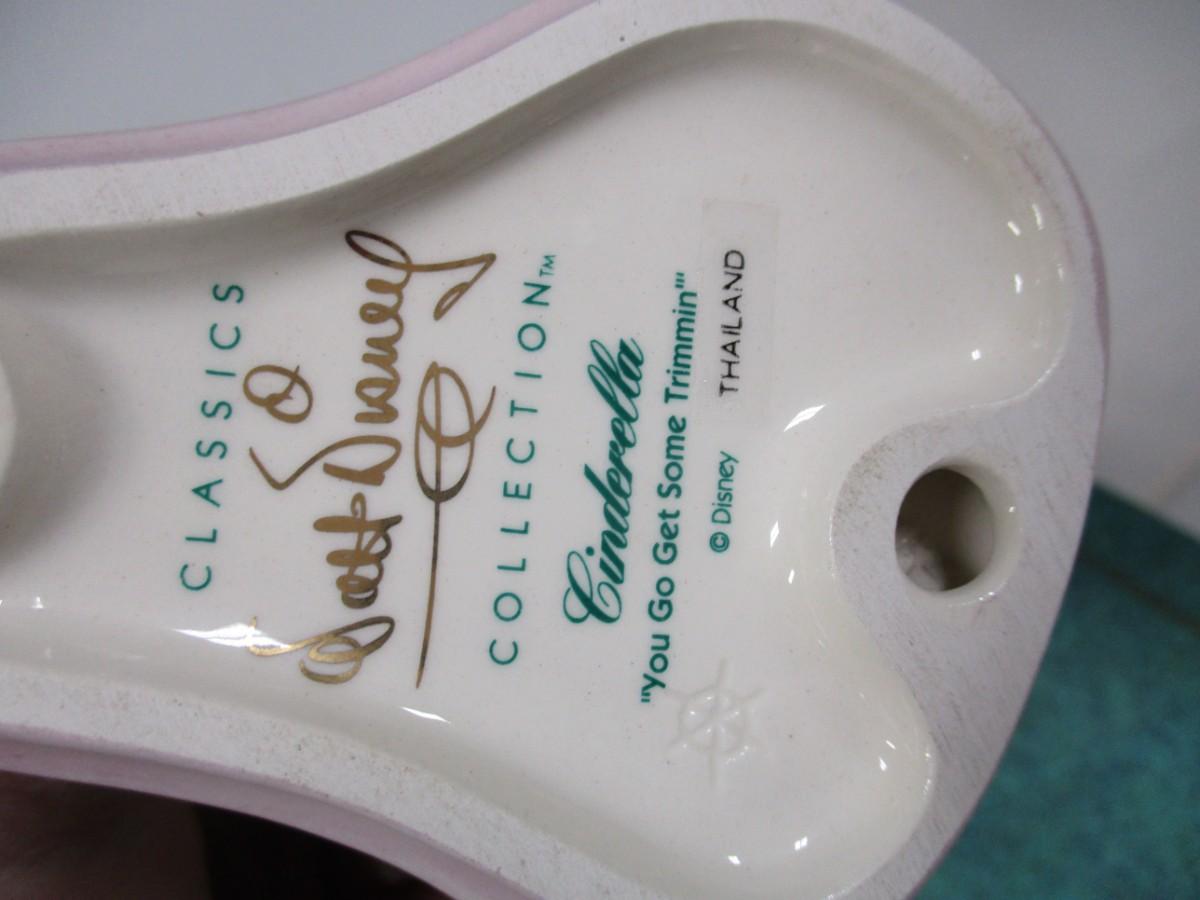 CLASSICS
Walt Disney
COLLECTION™
Cinderella
"You Go Get Some Trimmin'"
© Disney THAILAND